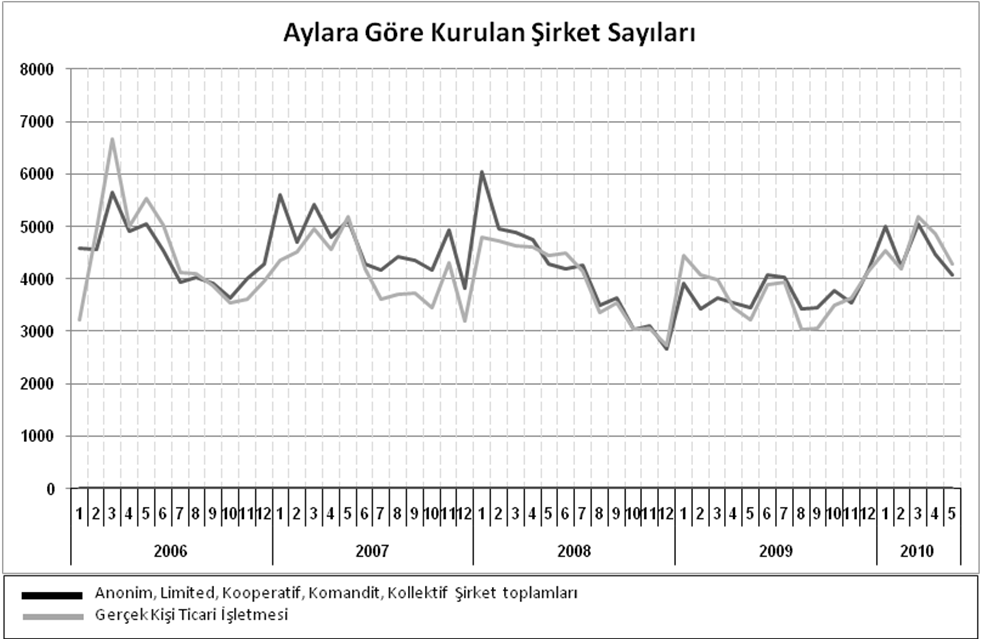 Aylara Göre Kurulan Şirket Sayıları
8000
7000
6000
5000
4000
3000
2000
1000
0
1 2 3 4 5 6 7 8 9 10 11 12 1 2 3 4 5 6 7 8 9 10 11 12 1 2 3 4 5 6 7 8 9 10 11 12 1 2 3 4 5 6 7 8 9 10 11 12 1 2 3 4 5
2006 2007 2008 2009 2010
Anonim, Limited, Kooperatif, Komandit, Kollektif Şirket toplamları
Gerçek Kişi Ticari İşletmesi